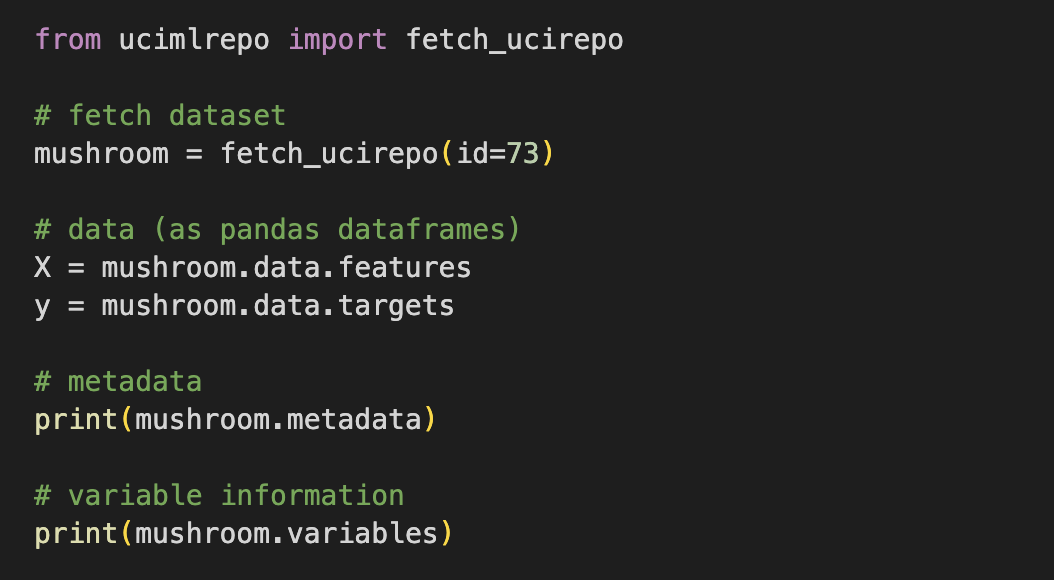 from ucimlrepo import fetch_ucirepo
# fetch dataset
mushroom = fetch_ucirepo(id=73)
# data (as pandas dataframes)
X = mushroom.data.features
y = mushroom.data.targets
# metadata
print(mushroom.metadata)
# variable information
print(mushroom.variables)